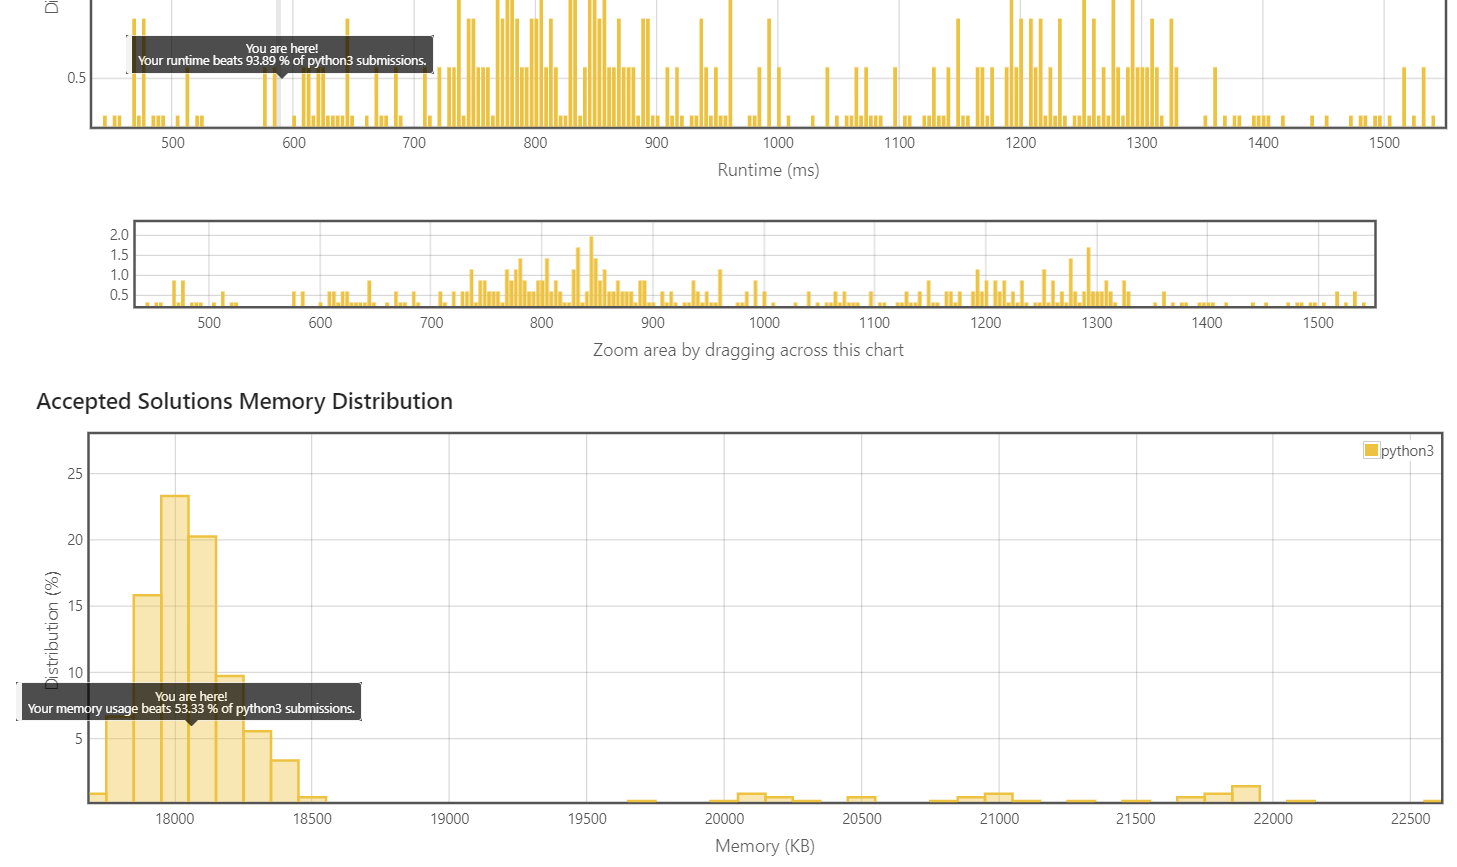 Di
You are here!
Your runtime beats 93.89 % of python3 submissions.
0.5
500 600 700 800 900 1000 1100 1200 1300 1400 1500
Runtime (ms)
2.0
1.5
1.0
0.5
500 600 700 800 900 1000 1100 1200 1300 1400 1500
Zoom area by dragging across this chart
Accepted Solutions Memory Distribution
python3
25
20
15
10
5
Distribution (%)
You are here!
Your memory usage beats 53.33 % of python3 submissions.
18000 18500 19000 19500 20000 20500 21000 21500 22000 22500
Memory (KB)